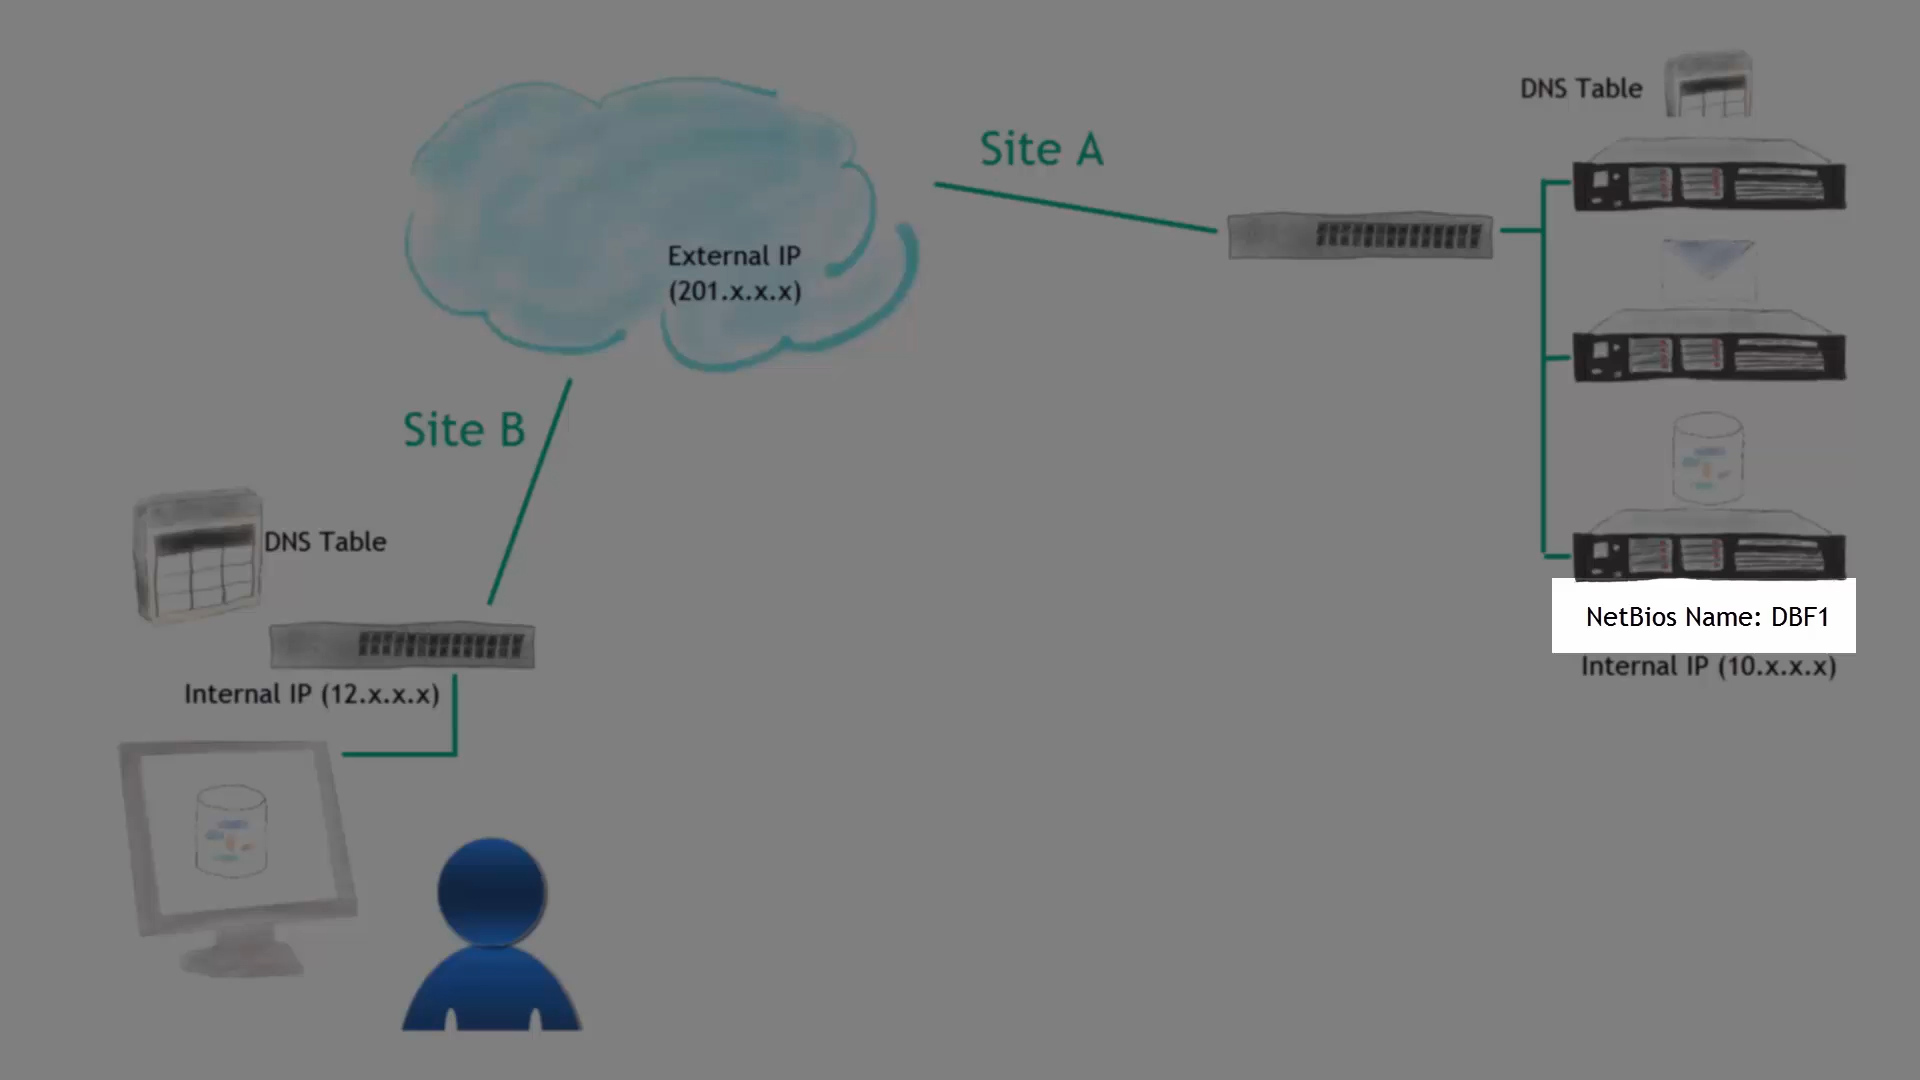 DNS Table
Site A
External IP
(201.x.x.x)
Site B
DNS Table
NetBios Name: DBF1
Internal IP (10.x.x.x)
Internal IP (12.x.x.x)